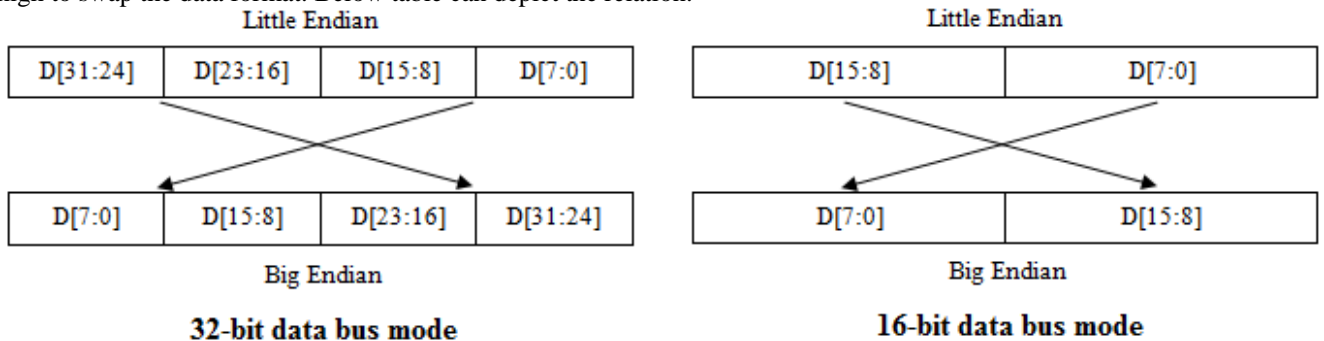 high to swap the data format. Below table can depict the relation.
Little Endian
D[31:24] D[23:16] D[15:8] D[7:0]
D[7:0] D[15:8] D[23:16] D[31:24]
Big Endian
32-bit data bus mode
Little Endian
D[15:8] D[7:0]
D[7:0] D[15:8]
Big Endian
16-bit data bus mode